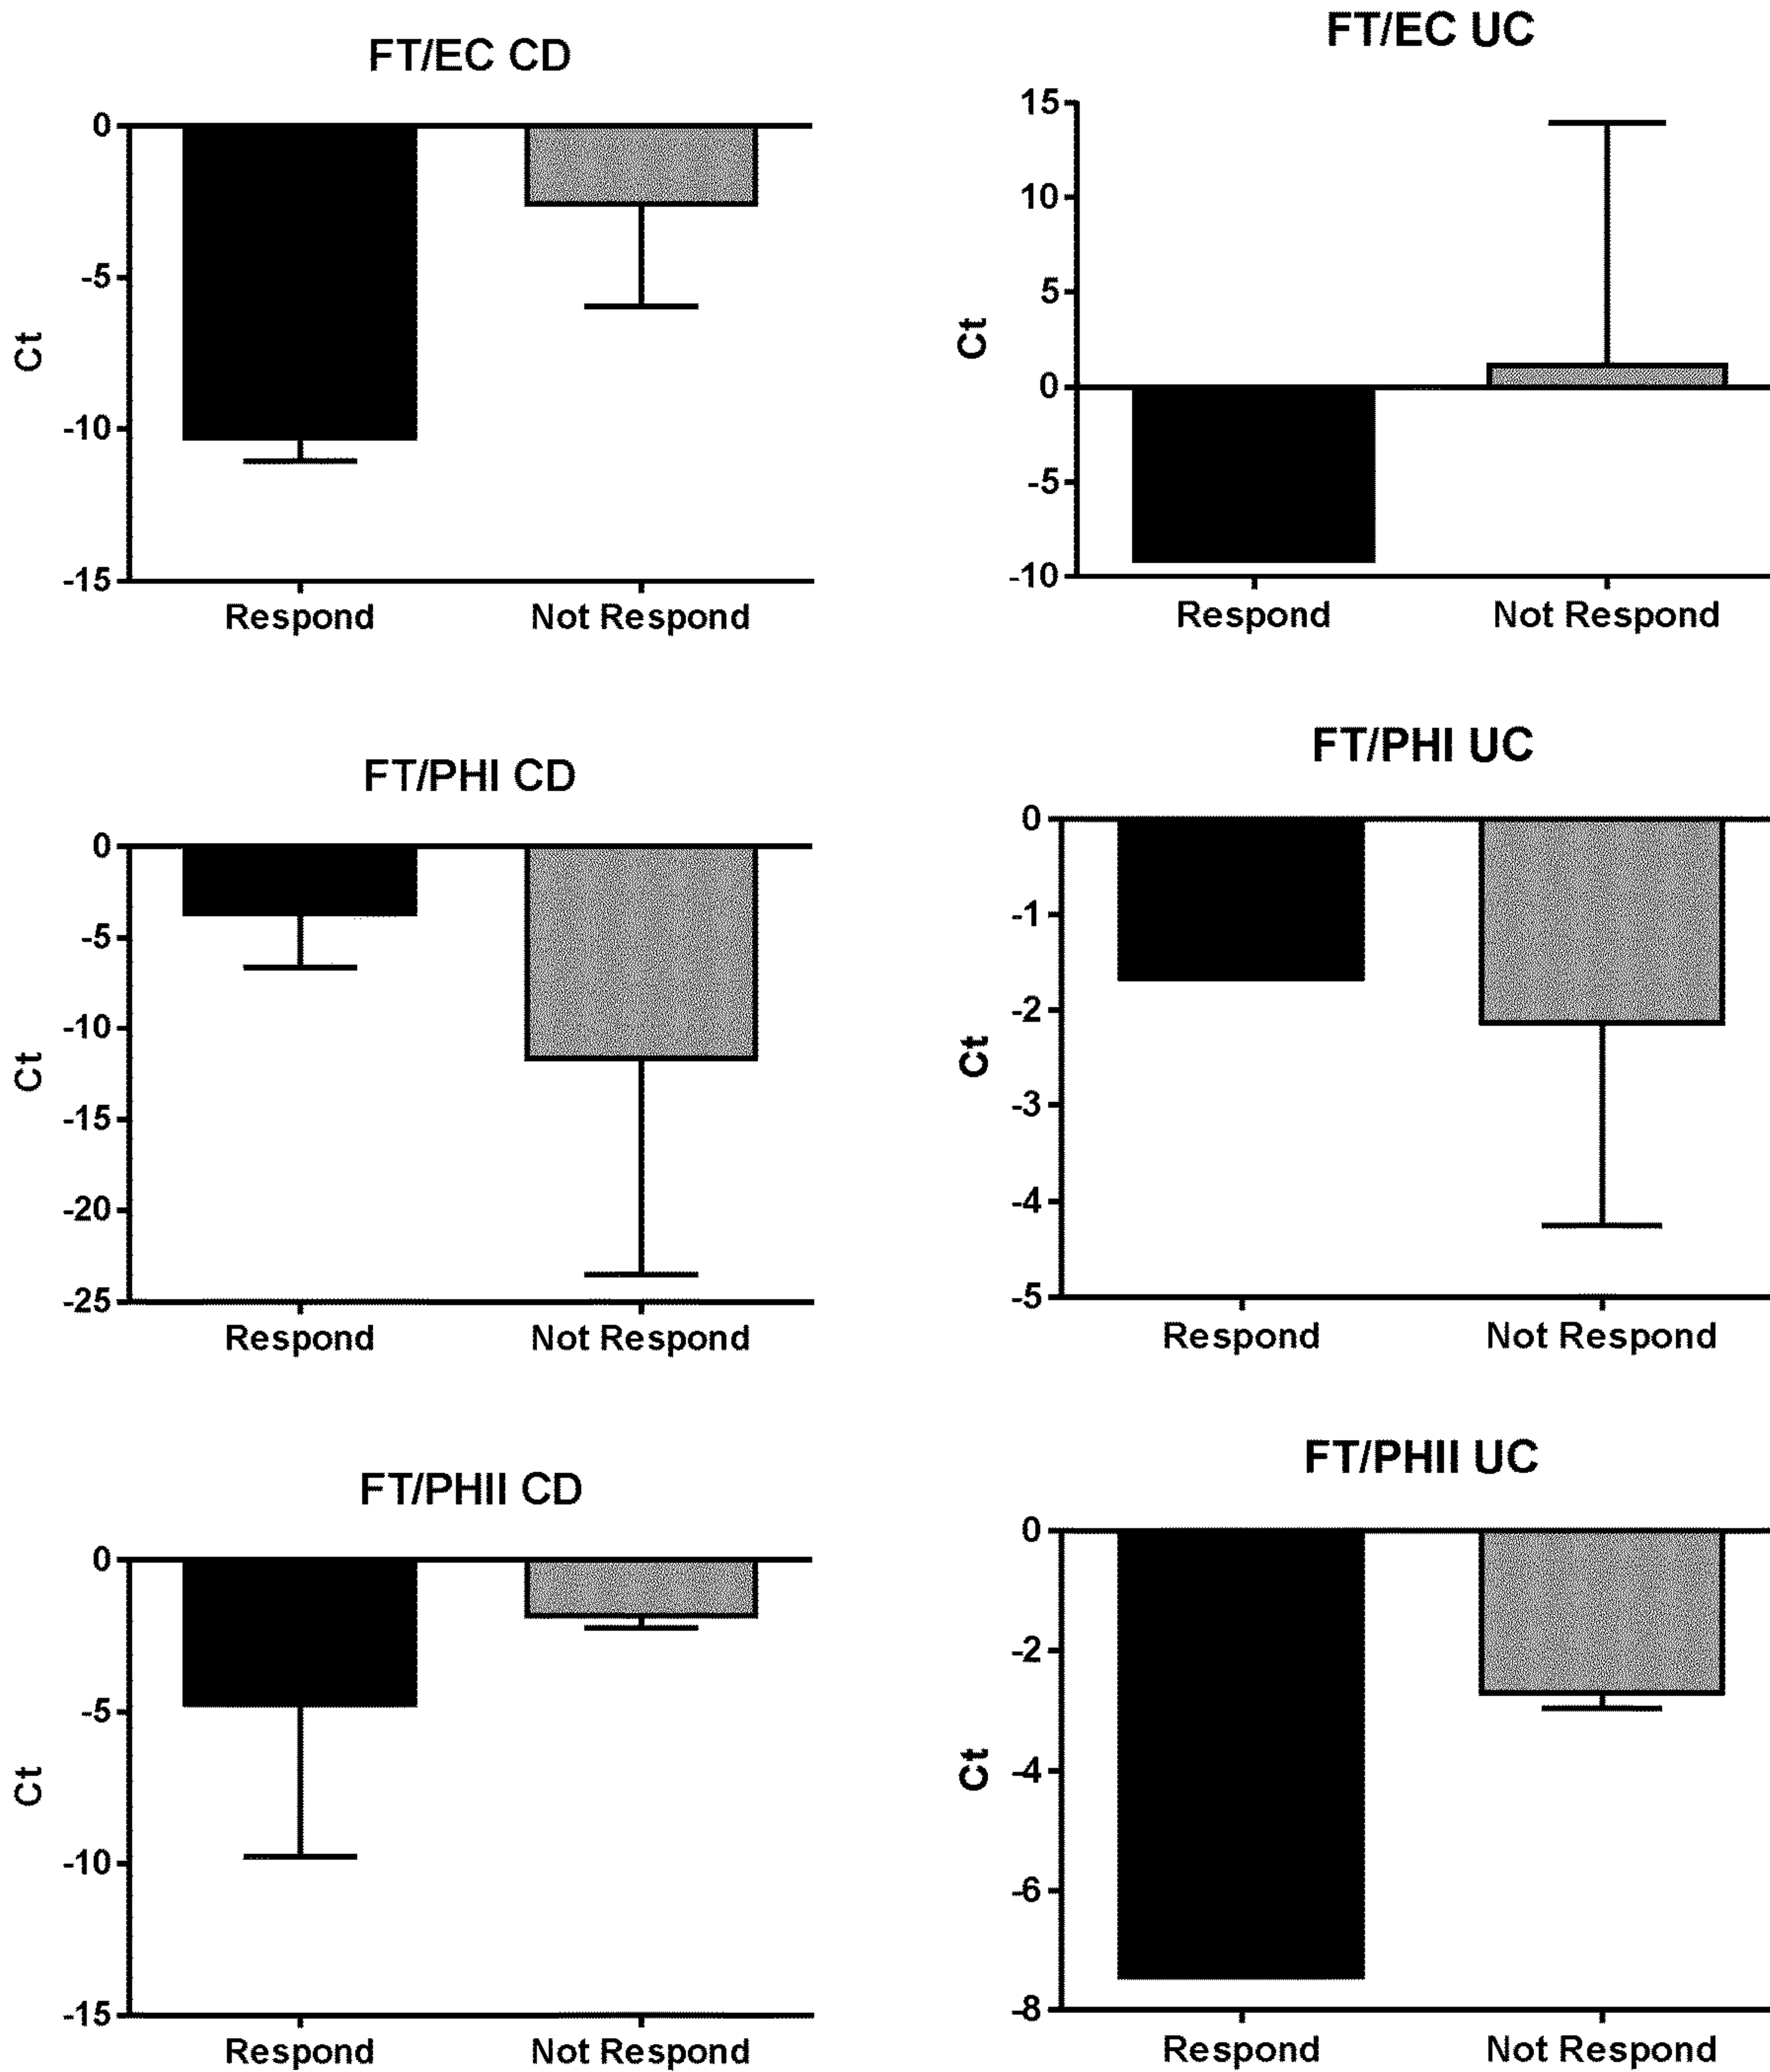 FT/EC CD
0
-5
-10
-15
Ct
Respond Not Respond
FT/EC UC
15
10
5
0
-5
-10
Ct
Respond Not Respond
FT/PHI CD
0
-5
-10
-15
-20
-25
Ct
Respond Not Respond
FT/PHI UC
0
-1
-2
-3
-4
-5
Ct
Respond Not Respond
FT/PHII CD
0
-5
-10
-15
Ct
Respond Not Respond
FT/PHII UC
0
-2
-4
-6
-8
Ct
Respond Not Respond